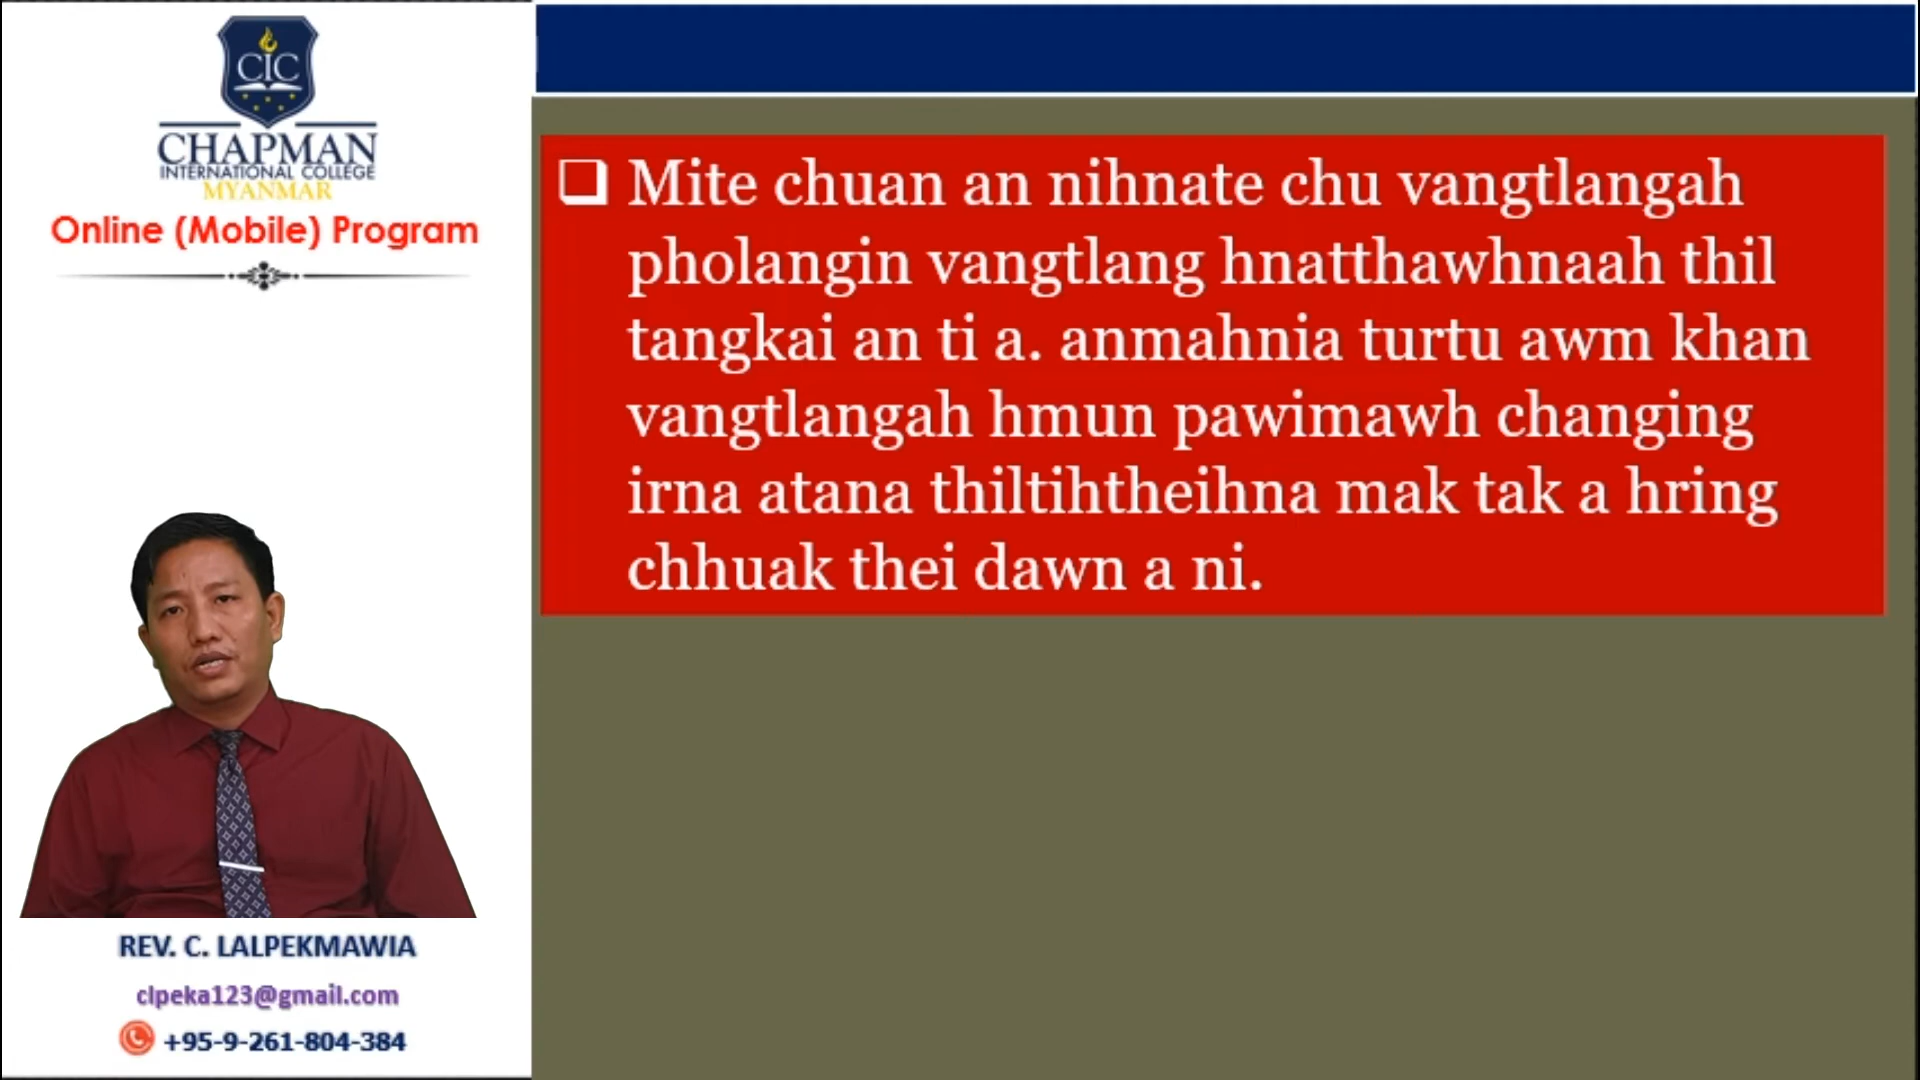 CIC
CHAPMAN
INTERNATIONAL COLLEGE
MYANMAR
Online (Mobile) Program
REV. C. LALPEKMAWIA
clpeka123@gmail.com
+95-9-261-804-384
Mite chuan an nihnate chu vangtlangah
pholangin vangtlang hnatthawhnaah thil
tangkai an ti a. anmahnia turtu awm khan
vangtlangah hmun pawimawh changing
irna atana thiltihtheihna mak tak a hring
chhuak thei dawn a ni.